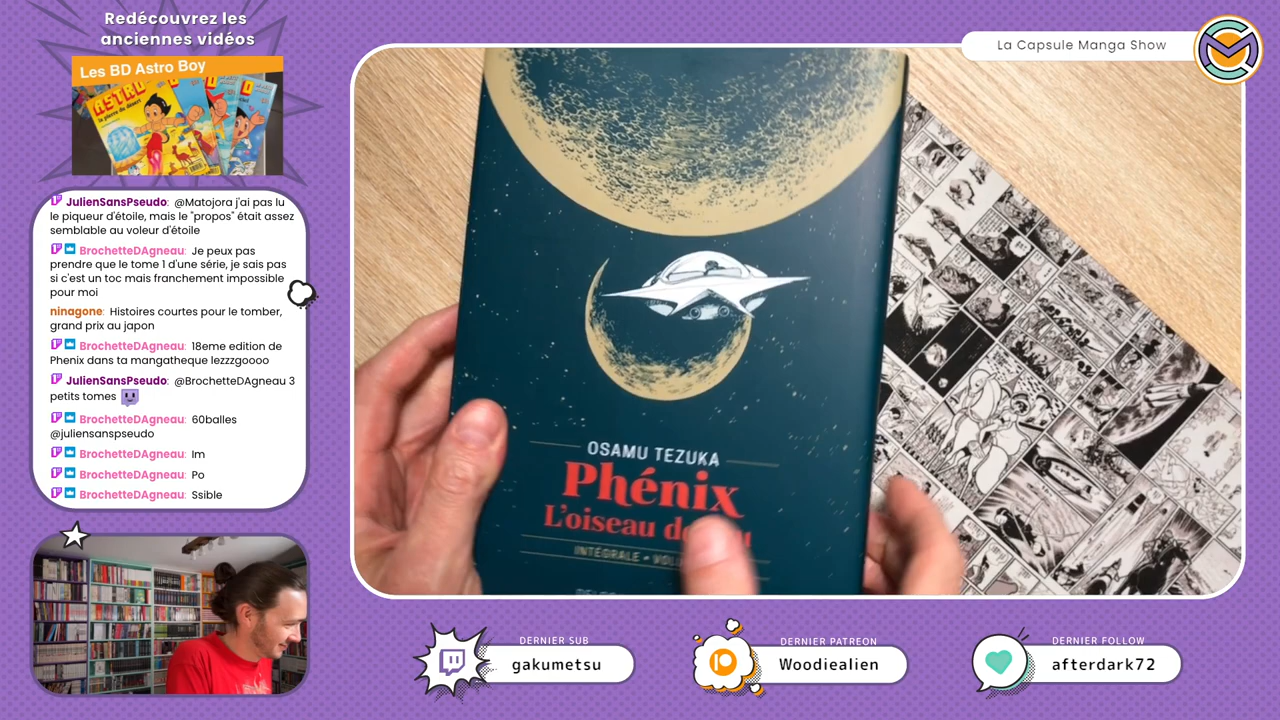 Redécouvrez les
anciennes vidéos
Les BD Astro Boy
ASTRO
JulienSansPseudo: @Matojora j'ai pas lu
le piqueur d'étoile, mais le "propos" était assez
semblable au voleur d'étoile
BrochetteDAgneau: Je peux pas
prendre que le tome 1 d'une série, je sais pas
si c'est un toc mais franchement impossible
pour moi
ninagone: Histoires courtes pour le tomber,
grand prix au japon
BrochetteDAgneau: 18eme edition de
Phenix dans ta mangatheque lezzzgoooo
JulienSansPseudo: @BrochetteDAgneau 3
petits tomes
BrochetteDAgneau: 60balles
@juliensanspseudo
BrochetteDAgneau: Im
BrochetteDAgneau: Po
BrochetteDAgneau: Ssible
La Capsule Manga Show
OSAMU TEZUKA
Phénix
L'oiseau
INTÉGRALE
DERNIER SUB
gakumetsu
DERNIER PATREON
Woodiealien
DERNIER FOLLOW
afterdark72